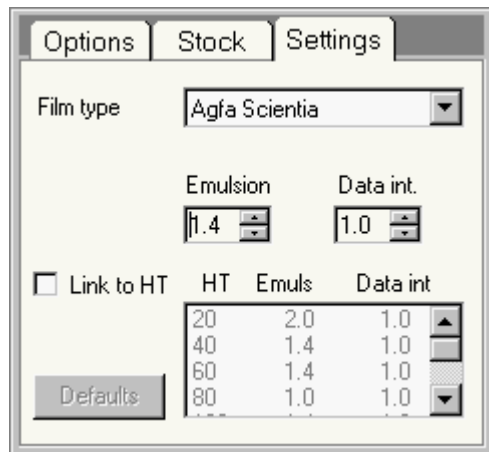 Options Stock Settings
Film type Agfa Scientia
Emulsion Data int.
1.4 1.0
Link to HT HT Emuls Data int
20 2.0 1.0
40 1.4 1.0
60 1.4 1.0
Defaults 80 1.0 1.0